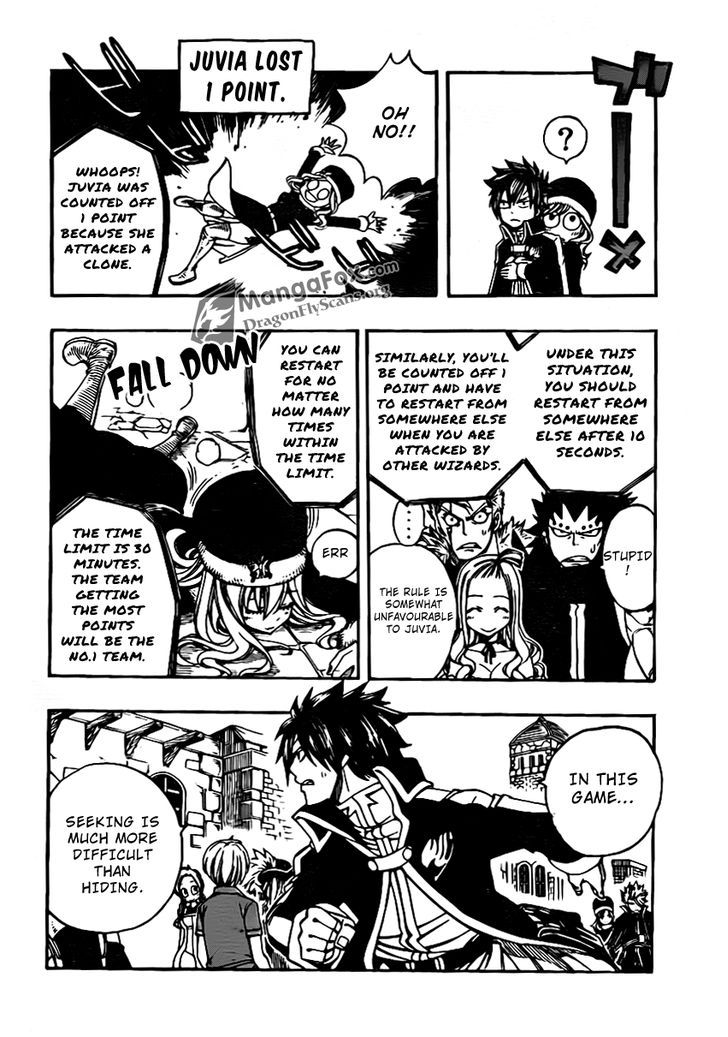 ブー×
?
JUVIA LOST
1 POINT.
OH
NO!!
WHOOPS!
JUVIA WAS
COUNTED OFF
1 POINT
BECAUSE SHE
ATTACKED A
CLONE.
MangaFox.com
DragonFlyScans.org
UNDER THIS
SITUATION,
YOU SHOULD
RESTART FROM
SOMEWHERE
ELSE AFTER 10
SECONDS.
SIMILARLY, YOU'LL
BE COUNTED OFF 1
POINT AND HAVE
TO RESTART FROM
SOMEWHERE ELSE
WHEN YOU ARE
ATTACKED BY
OTHER WIZARDS.
......
STUPID
!
THE RULE IS
SOMEWHAT
UNFAVOURABLE
TO JUVIA.
YOU CAN
RESTART
FOR NO
MATTER
HOW MANY
TIMES
WITHIN
THE TIME
LIMIT.
FALL DOWN
ERR
THE TIME
LIMIT IS 30
MINUTES.
THE TEAM
GETTING
THE MOST
POINTS
WILL BE THE
NO.1 TEAM.
IN THIS
GAME...
SEEKING IS
MUCH MORE
DIFFICULT
THAN
HIDING.